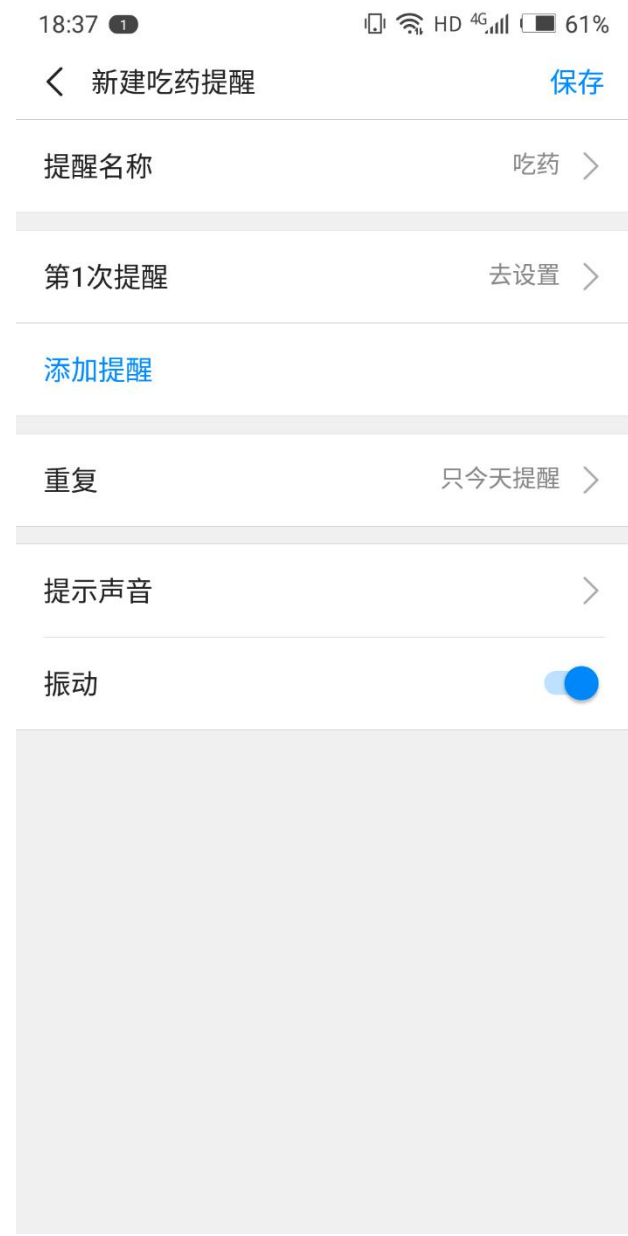 18:37 1 HD 4G 61%
新建吃药提醒 保存
提醒名称 吃药
第1次提醒 去设置
添加提醒
重复 只今天提醒
提示声音
振动